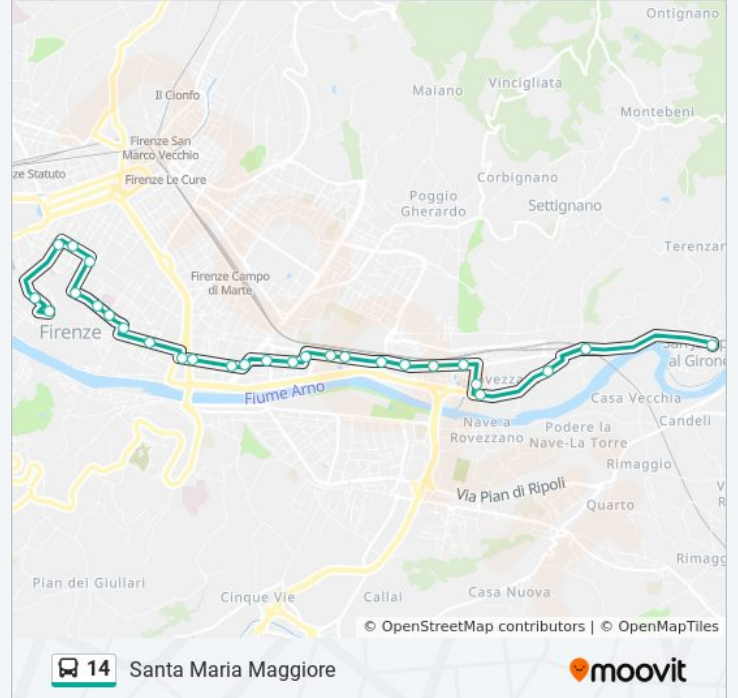 Ontignano
Il Cionfo
Maiano
Vincigliata
Montebeni
Firenze San
Marco Vecchio
ze Statuto
Firenze Le Cure
Corbignano
Poggio
Gherardo
Settignano
Terenzar
Firenze Campo
di Marte
Firenze
al Girone
Fiume Arno
Casa Vecchia
Nave a
Rovezzano
Podere la
Nave-La Torre
Candeli
Rimaggio
Via Pian di Ripoli
Quarto
Rimagg
Pian dei Giullari
Cinque Vie
Callai
Casa Nuova
© OpenStreetMap contributors | © OpenMapTiles
14 Santa Maria Maggiore
moovit